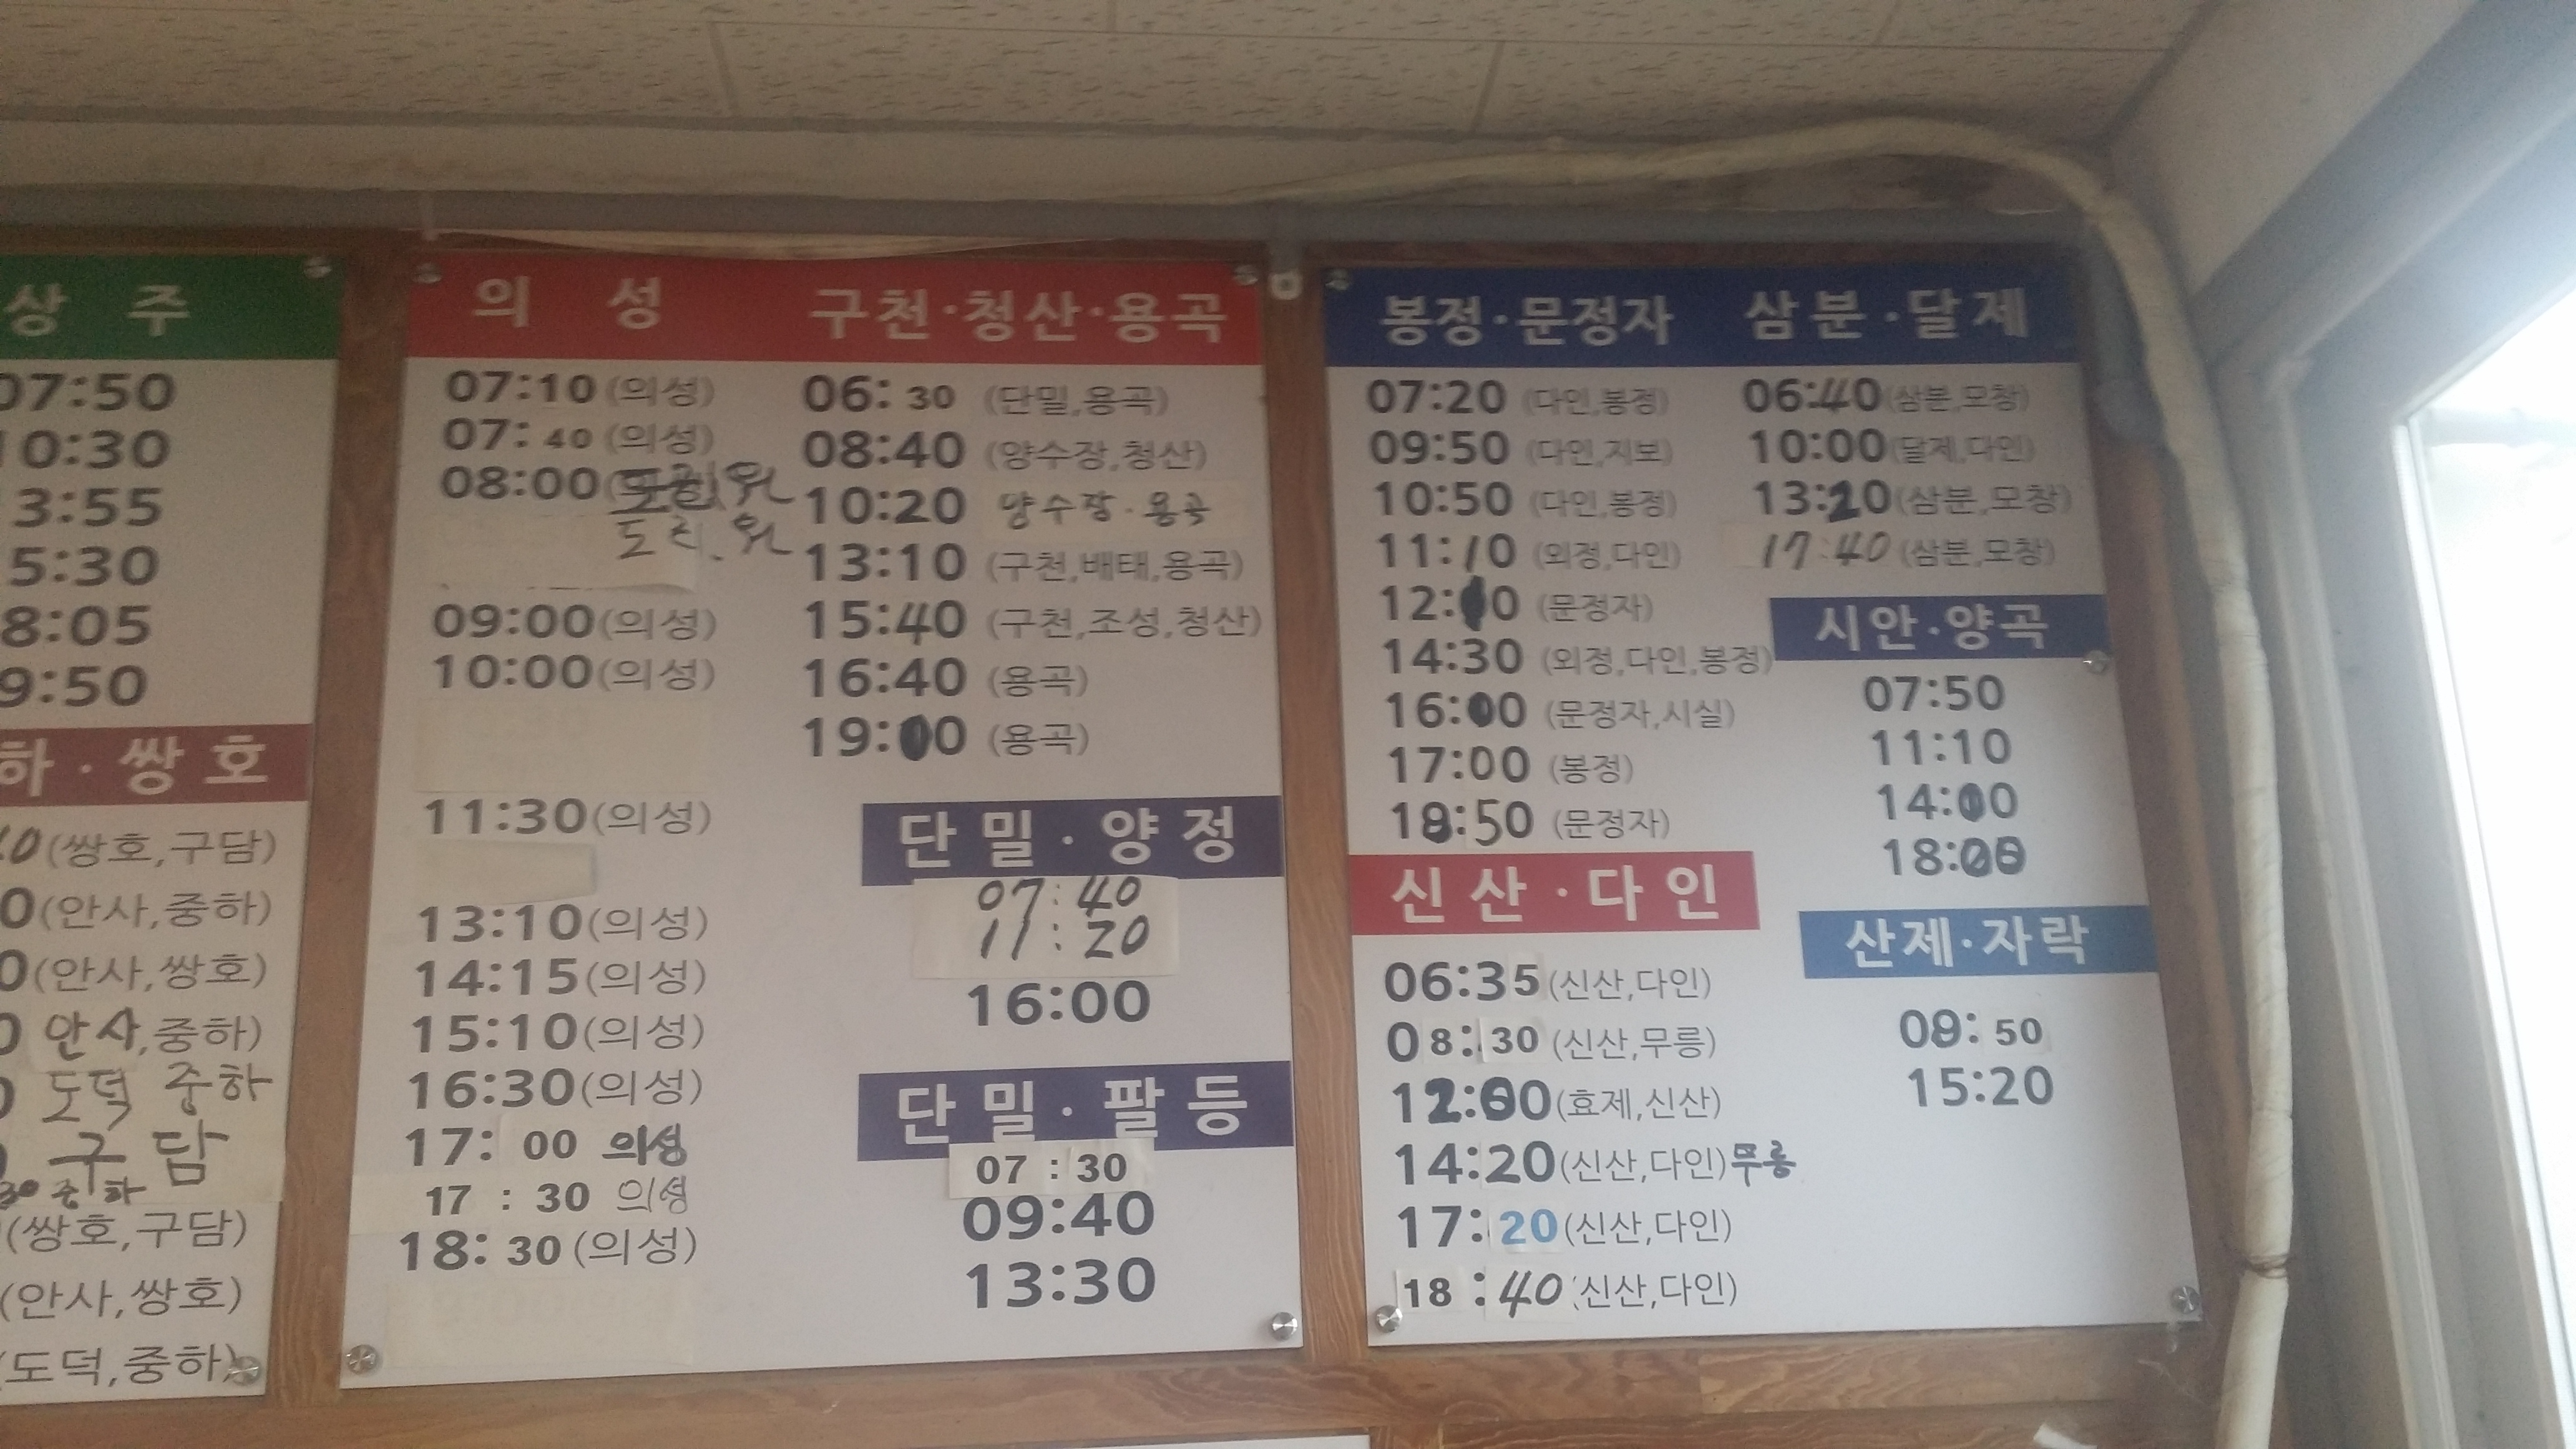 상 주
07:50
10:30
3:55
5:30
8:05
9:50
하 · 쌍 호
(쌍호,구담)
0(안사,중하)
0(안사,쌍호)
0 안사,중하)
도덕 중하
구 담
30 중하
(쌍호,구담)
(안사,쌍호)
(도덕,중하)
의 성
07:10 (의성)
07:40 (의성)
08:00
도리.원
09:00(의성)
10:00(의성)
11:30(의성)
13:10(의성)
14:15(의성)
15:10(의성)
16:30(의성)
17:00 의성
17:30 의성
18:30(의성)
구천·청산·용곡
06:30 (단밀,용곡)
08:40 (양수장,청산)
10:20 양수장·용곡
13:10 (구천,배태,용곡)
15:40 (구천,조성,청산)
16:40 (용곡)
19:00 (용곡)
단 밀 · 양 정
07:40
11:20
16:00
단 밀 · 팔 등
07:30
09:40
13:30
봉정·문정자
07:20 (다인,봉정)
09:50 (다인,지보)
10:50 (다인,봉정)
11:10 (외정,다인)
(문정자)
14:30 (외정,다인,봉정)
16:00 (문정자,시실)
17:00 (봉정)
18:50 (문정자)
신 산 · 다 인
06:35(신산,다인)
08:30 (신산,무릉)
12:00(효제,신산)
14:20(신산,다인)무릉
17:20(신산,다인)
18:40(신산,다인)
삼분·달제
06:40(삼분,모창)
10:00(달제,다인)
13:20(삼분,모창)
17:40 (삼분,모창)
시안·양곡
07:50
11:10
14:00
18:00
산제·자락
50
15:20